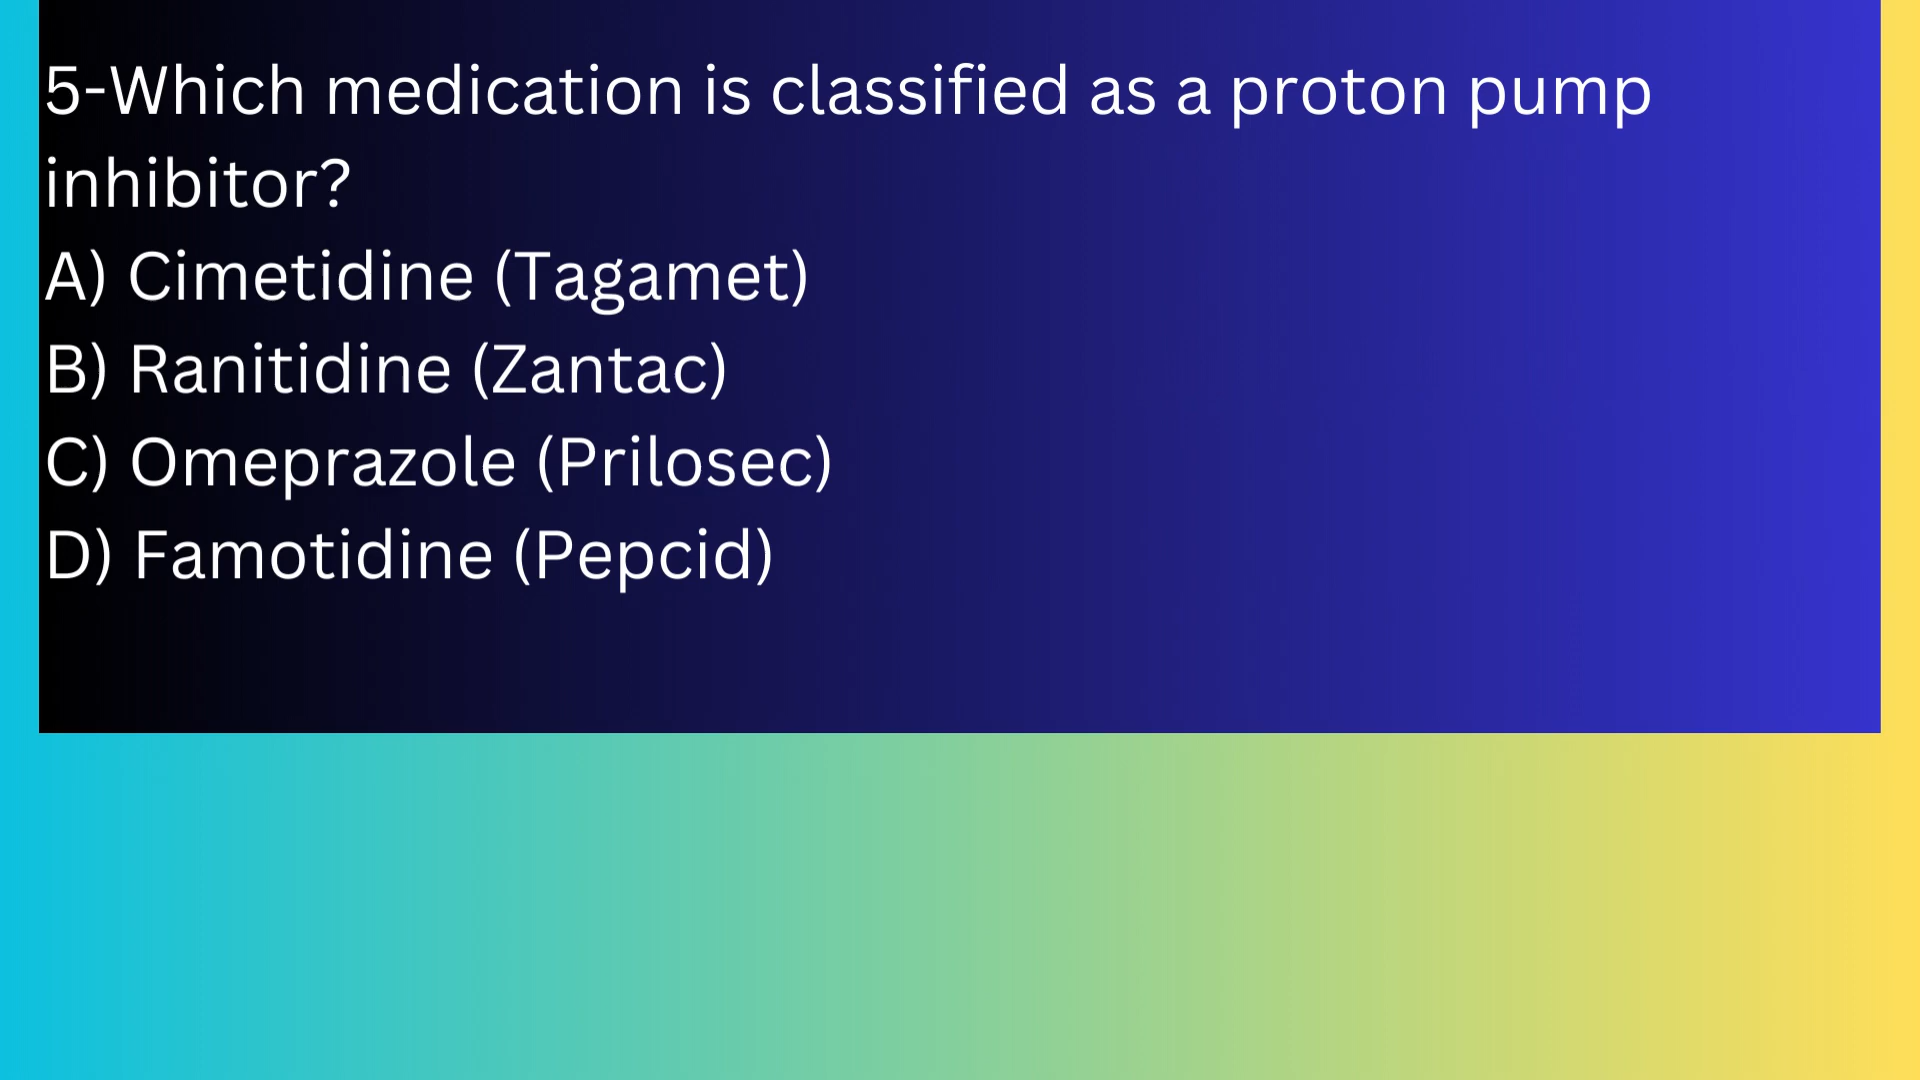 5-Which medication is classified as a proton pump
inhibitor?
A) Cimetidine (Tagamet)
B) Ranitidine (Zantac)
C) Omeprazole (Prilosec)
D) Famotidine (Pepcid)